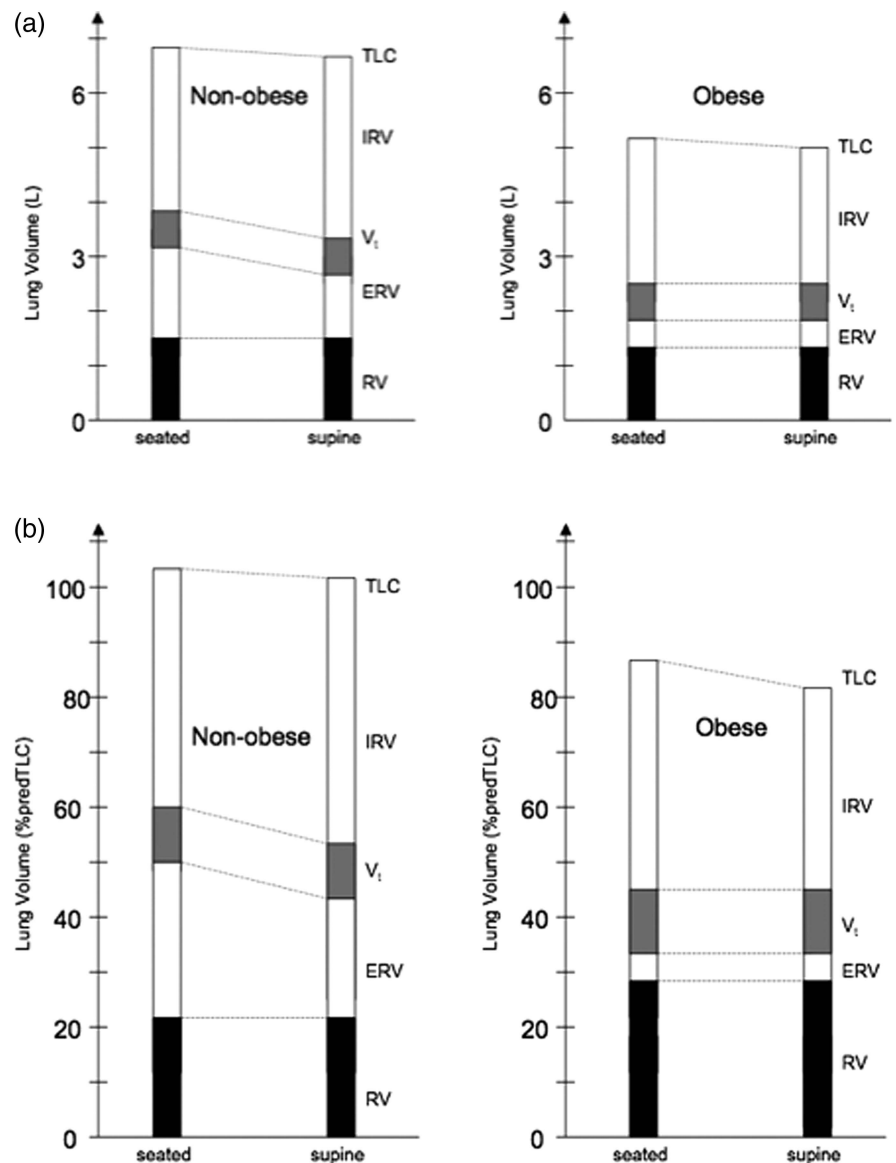 (a)
Lung Volume (L)
6
3
0
Non-obese
TLC
IRV
Vt
ERV
RV
seated supine
Lung Volume (L)
6
3
0
Obese
TLC
IRV
Vt
ERV
RV
seated supine
(b)
Lung Volume (%predTLC)
100
80
60
40
20
0
Non-obese
TLC
IRV
Vt
ERV
RV
seated supine
Lung Volume (%predTLC)
100
80
60
40
20
0
Obese
TLC
IRV
Vt
ERV
RV
seated supine